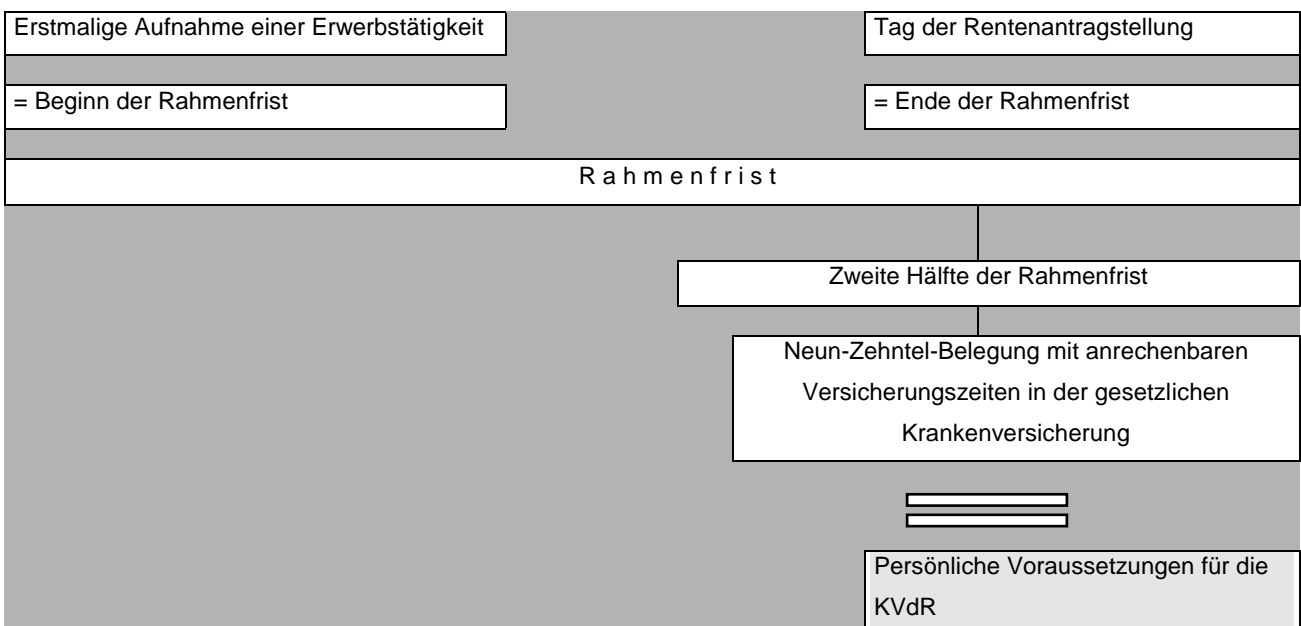 Erstmalige Aufnahme einer Erwerbstätigkeit
Tag der Rentenantragstellung
= Beginn der Rahmenfrist
= Ende der Rahmenfrist
R a h m e n f r i s t
Zweite Hälfte der Rahmenfrist
Neun-Zehntel-Belegung mit anrechenbaren
Versicherungszeiten in der gesetzlichen
Krankenversicherung
Persönliche Voraussetzungen für die
KVdR